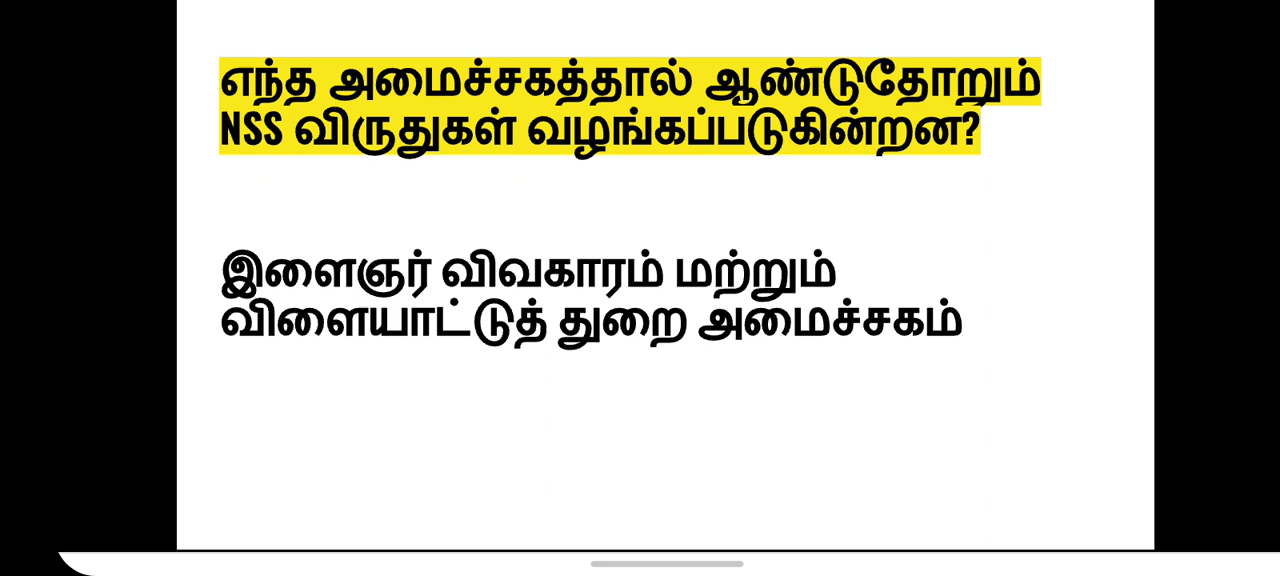 எந்த அமைச்சகத்தால் ஆண்டுதோறும்
NSS விருதுகள் வழங்கப்படுகின்றன?
இளைஞர் விவகாரம் மற்றும்
விளையாட்டுத் துறை அமைச்சகம்